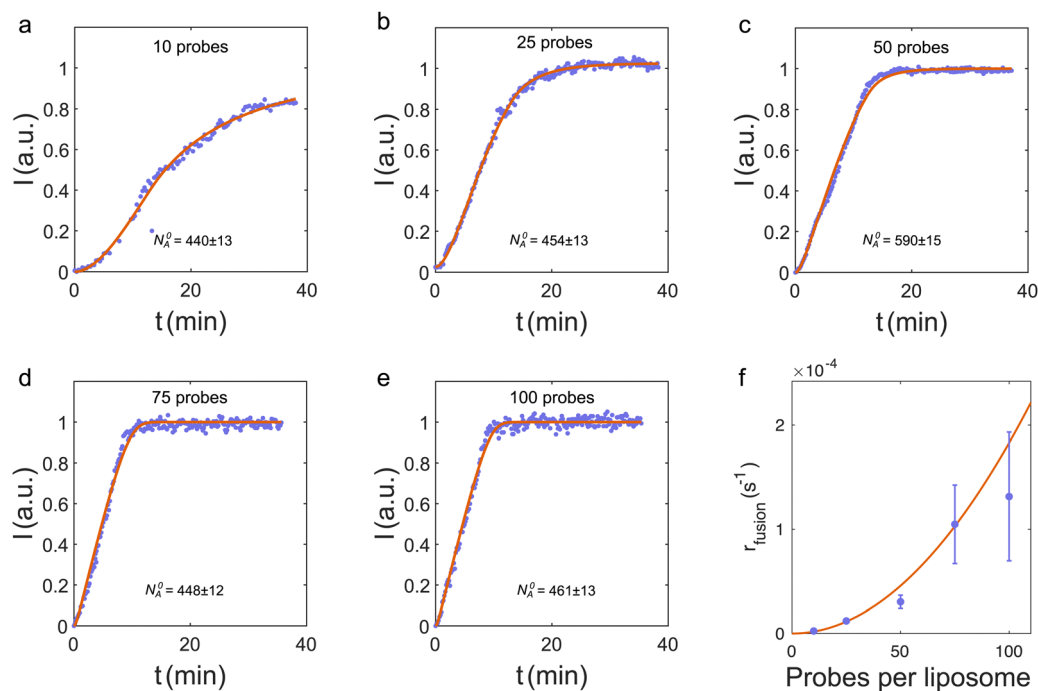 a
10 probes
1
0.8
0.6
0.4
0.2
0
I (a.u.)
N_A^0 = 440±13
0 20 40
t (min)
b
25 probes
1
0.8
0.6
0.4
0.2
0
I (a.u.)
N_A^0 = 454±13
0 20 40
t (min)
c
50 probes
1
0.8
0.6
0.4
0.2
0
I (a.u.)
N_A^0 = 590±15
0 20 40
t (min)
d
75 probes
1
0.8
0.6
0.4
0.2
0
I (a.u.)
N_A^0 = 448±12
0 20 40
t (min)
e
100 probes
1
0.8
0.6
0.4
0.2
0
I (a.u.)
N_A^0 = 461±13
0 20 40
t (min)
f
×10^-4
2
1
0
r_fusion (s^-1)
0 50 100
Probes per liposome